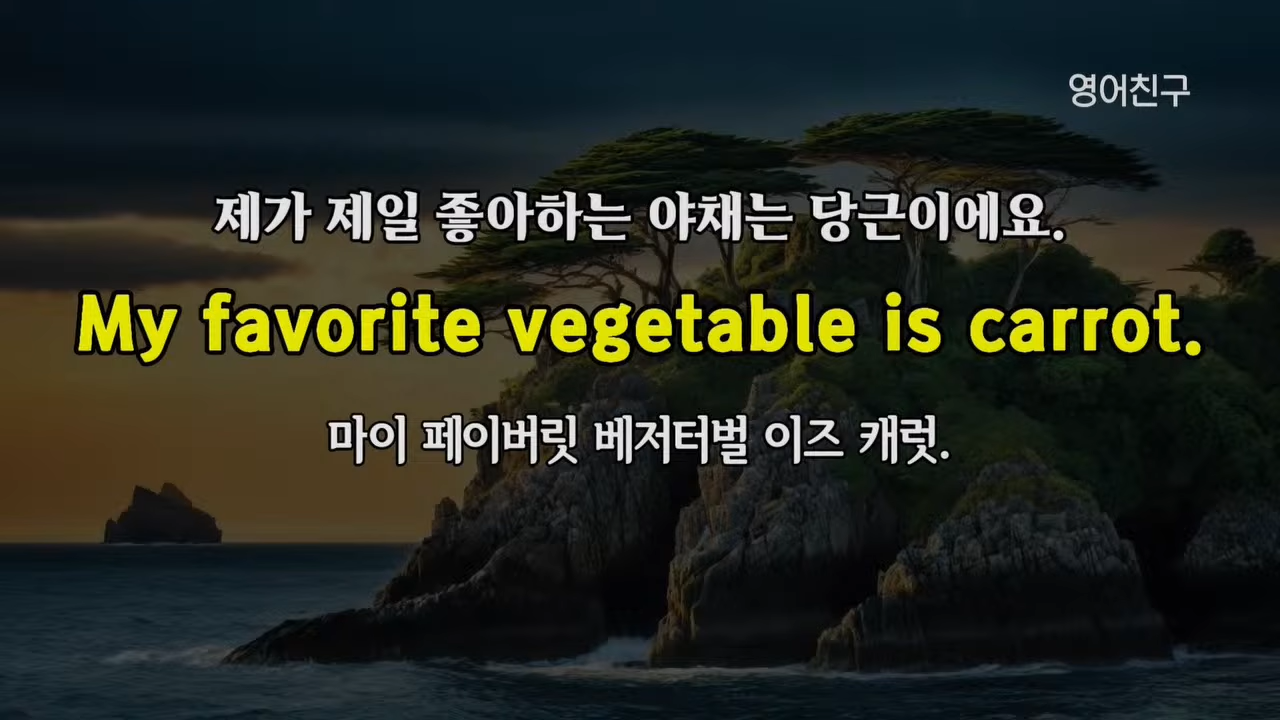 영어친구
제가 제일 좋아하는 야채는 당근이에요.
My favorite vegetable is carrot.
마이 페이버릿 베저터벌 이즈 캐럿.